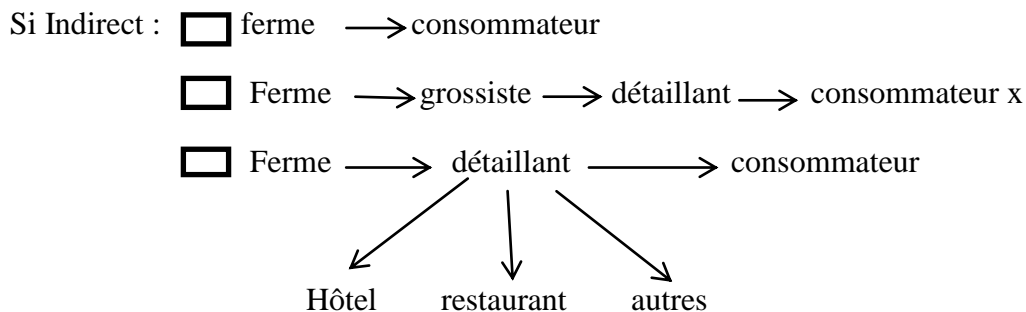 Si Indirect : ferme consommateur
Ferme grossiste détaillant consommateur x
Ferme détaillant consommateur
Hôtel restaurant autres